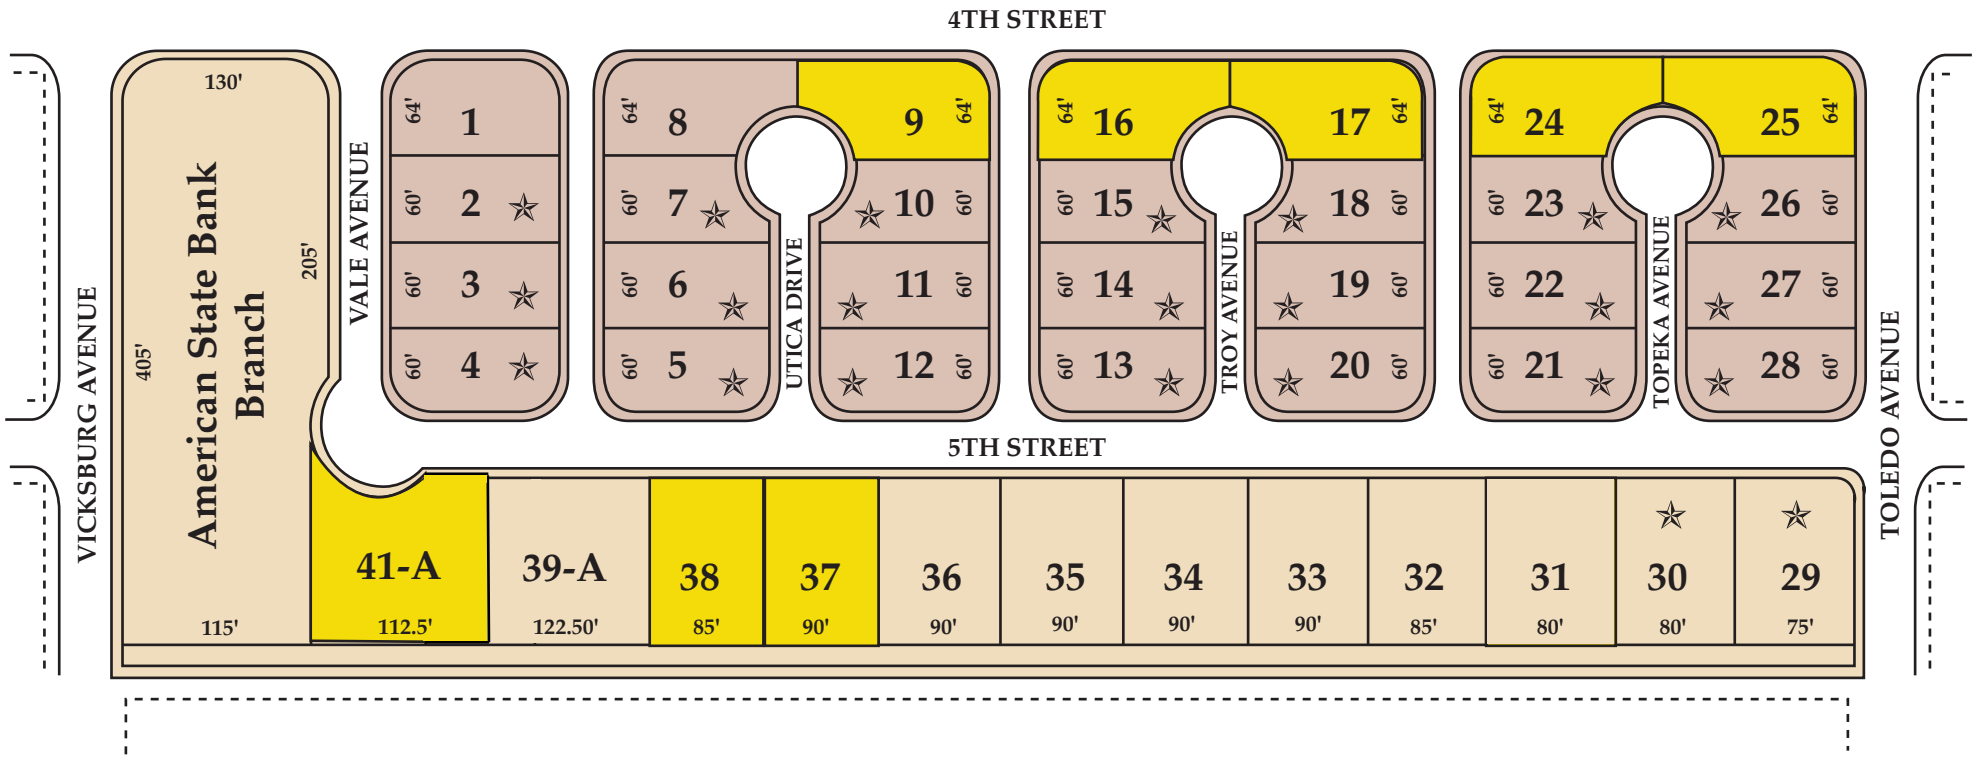 4TH STREET
130'
American State Bank
Branch
205'
405'
115'
VICKSBURG AVENUE
VALE AVENUE
64' 1
60' 2
60' 3
60' 4
64' 8
60' 7
60' 6
60' 5
UTICA DRIVE
9 64'
10 60'
11 60'
12 60'
64' 16
60' 15
60' 14
60' 13
TROY AVENUE
17 64'
18 60'
19 60'
20 60'
64' 24
60' 23
60' 22
60' 21
TOPEKA AVENUE
25 64'
26 60'
27 60'
28 60'
TOLEDO AVENUE
5TH STREET
41-A 39-A 38 37 36 35 34 33 32 31 30 29
112.5' 122.50' 85' 90' 90' 90' 90' 90' 85' 80' 80' 75'